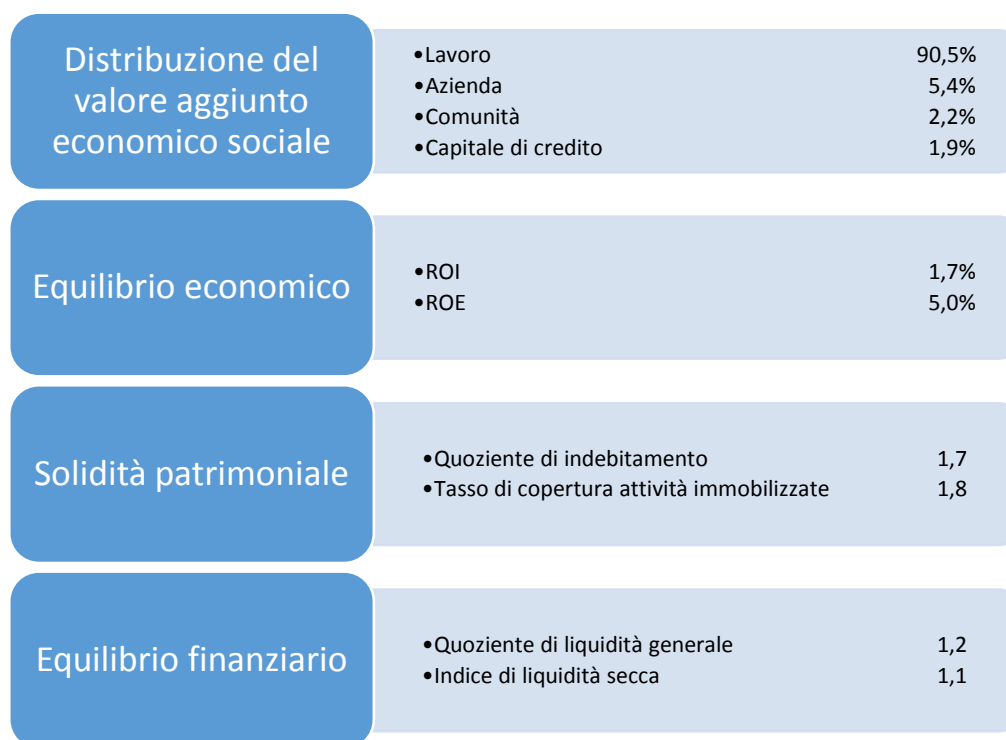 Distribuzione del
valore aggiunto
economico sociale
•Lavoro 90,5%
•Azienda 5,4%
•Comunità 2,2%
•Capitale di credito 1,9%
Equilibrio economico
•ROI 1,7%
•ROE 5,0%
Solidità patrimoniale
•Quoziente di indebitamento 1,7
•Tasso di copertura attività immobilizzate 1,8
Equilibrio finanziario
•Quoziente di liquidità generale 1,2
•Indice di liquidità secca 1,1